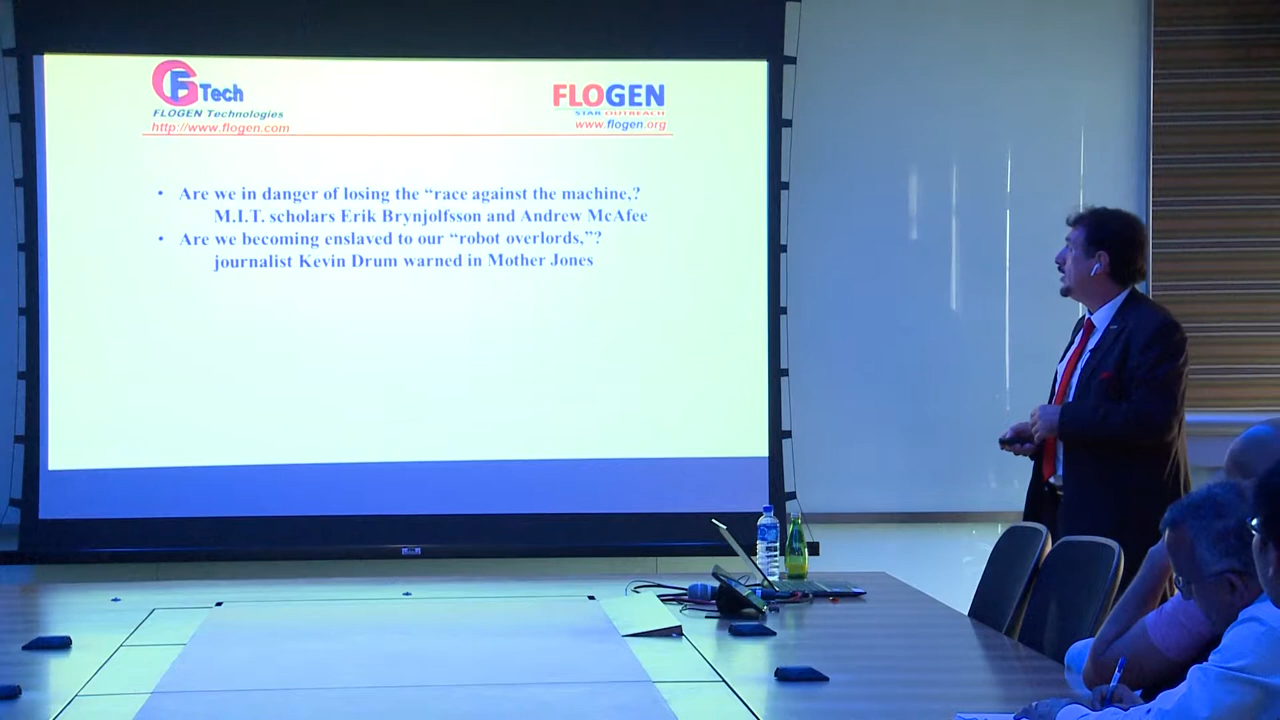 GF Tech
FLOGEN Technologies
http://www.flogen.com
FLOGEN
STAR OUTREACH
www.flogen.org
• Are we in danger of losing the “race against the machine,?
M.I.T. scholars Erik Brynjolfsson and Andrew McAfee
• Are we becoming enslaved to our “robot overlords,”?
journalist Kevin Drum warned in Mother Jones